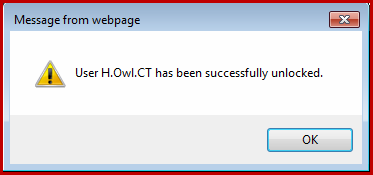 Message from webpage
User H.Owl.CT has been successfully unlocked.
OK